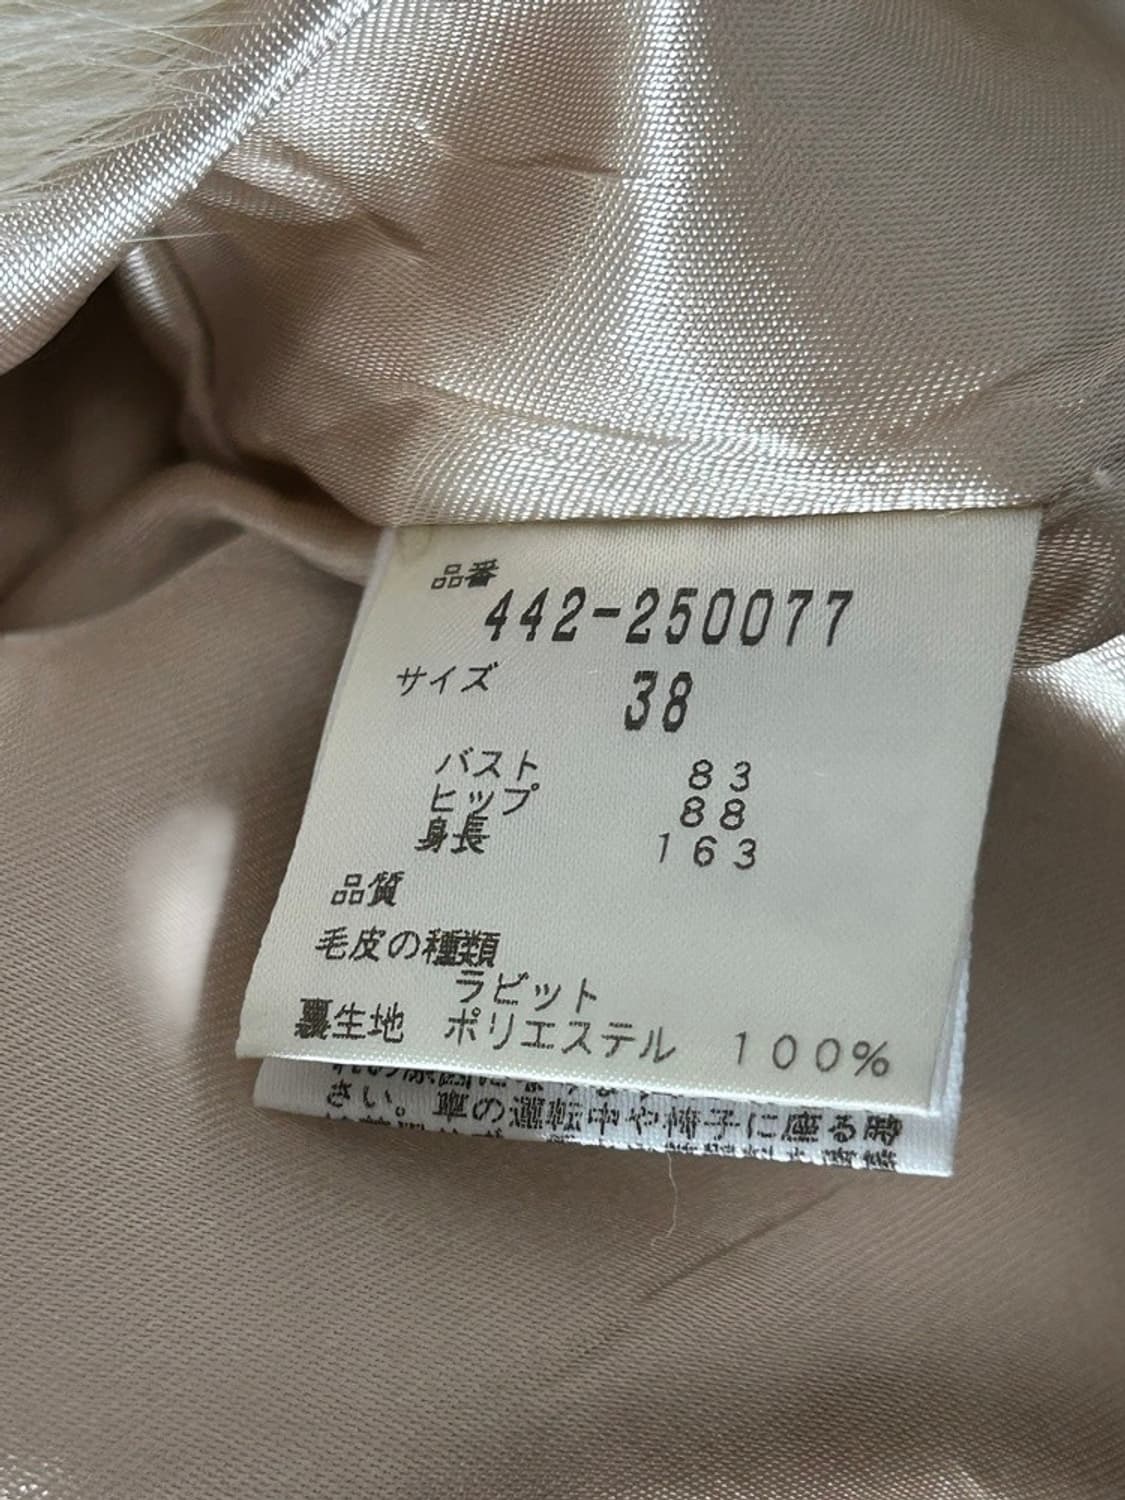 品番
442-250077
サイズ 38
バスト 83
ヒップ 88
身長 163
品質
毛皮の種類
ラビット
裏生地 ポリエステル 100%
さい。車の運転中や椅子に座る時